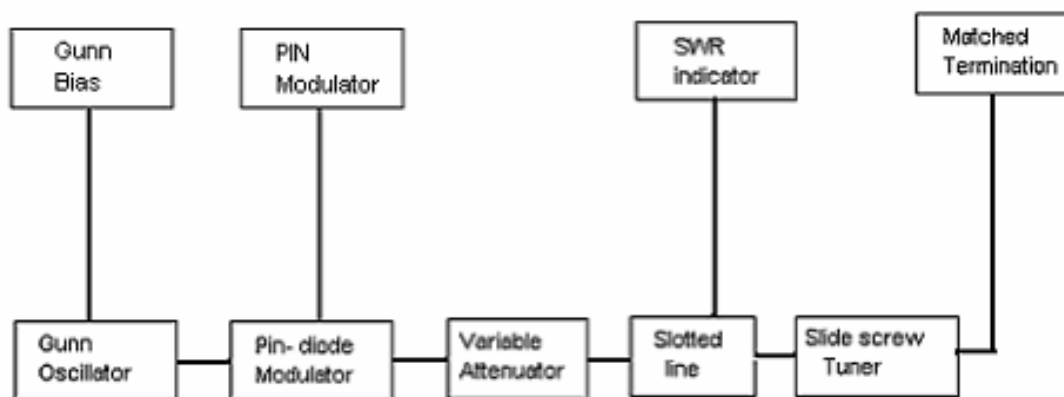 Gunn
Bias
PIN
Modulator
SWR
indicator
Matched
Termination
Gunn
Oscillator
Pin- diode
Modulator
Variable
Attenuator
Slotted
line
Slide screw
Tuner